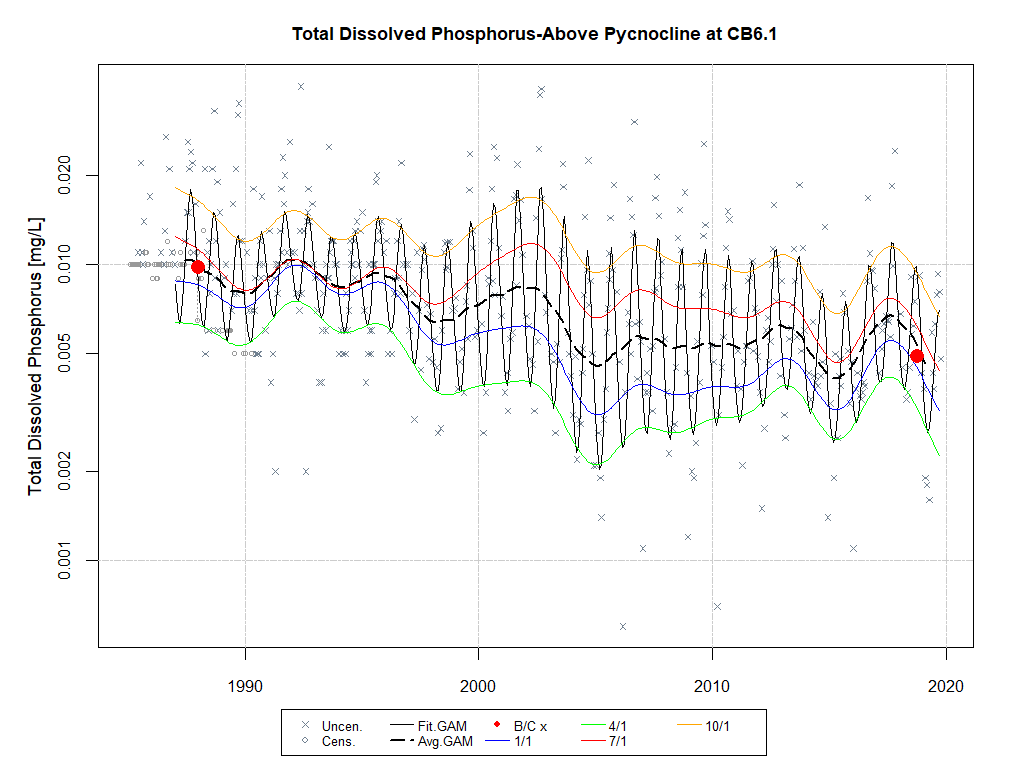 Total Dissolved Phosphorus-Above Pycnocline at CB6.1
Total Dissolved Phosphorus [mg/L]
0.020
0.010
0.005
0.002
0.001
1990 2000 2010 2020
Uncen. Fit.GAM B/C x 4/1 10/1
Cens. Avg.GAM 1/1 7/1